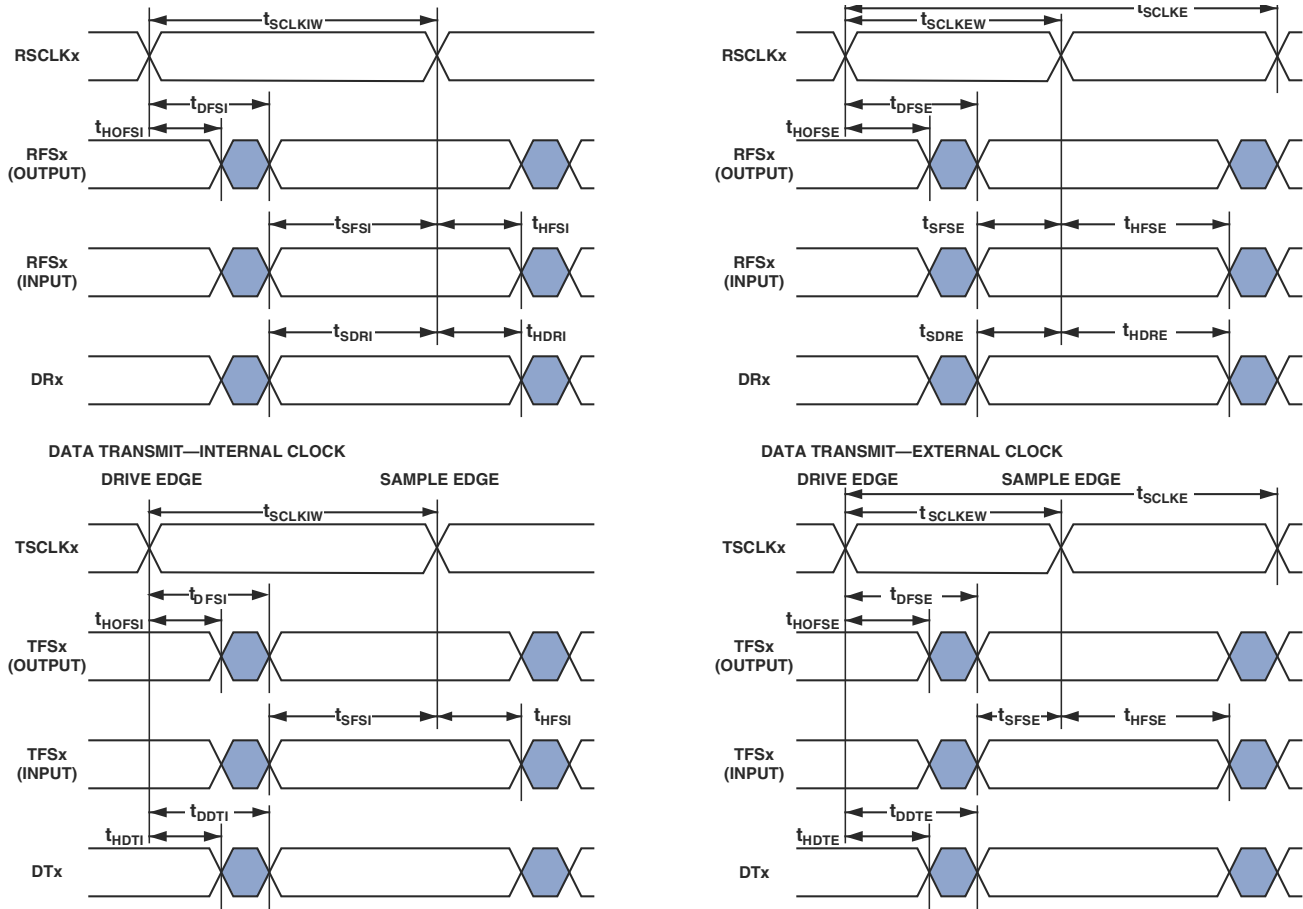 tSCLKIW
RSCLKx
tDFSI
tHOFSI
RFSx
(OUTPUT)
tSFSI
tHFSI
RFSx
(INPUT)
tSDRI
tHDRI
DRx
tSCLKE
tSCLKEW
RSCLKx
tDFSE
tHOFSE
RFSx
(OUTPUT)
tSFSE
tHFSE
RFSx
(INPUT)
tSDRE
tHDRE
DRx
DATA TRANSMIT—INTERNAL CLOCK
DRIVE EDGE
SAMPLE EDGE
tSCLKIW
TSCLKx
tDFSI
tHOFSI
TFSx
(OUTPUT)
tSFSI
tHFSI
TFSx
(INPUT)
tDDTI
tHDTI
DTx
DATA TRANSMIT—EXTERNAL CLOCK
DRIVE EDGE
SAMPLE EDGE
tSCLKE
tSCLKEW
TSCLKx
tDFSE
tHOFSE
TFSx
(OUTPUT)
tSFSE
tHFSE
TFSx
(INPUT)
tDDTE
tHDTE
DTx